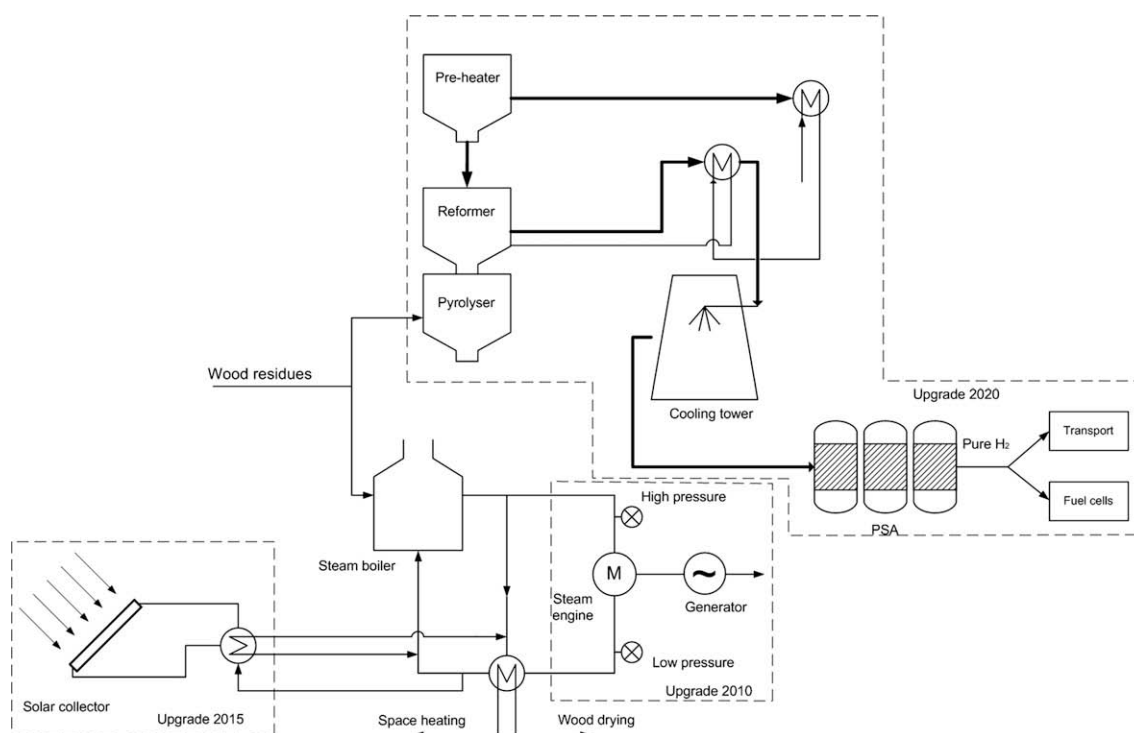 Pre-heater
Reformer
Pyrolyser
Wood residues
Cooling tower
Upgrade 2020
Pure H₂
Transport
Fuel cells
PSA
High pressure
Steam boiler
M
Steam
engine
~
Generator
Low pressure
Upgrade 2010
Solar collector
Upgrade 2015
Space heating
Wood drying